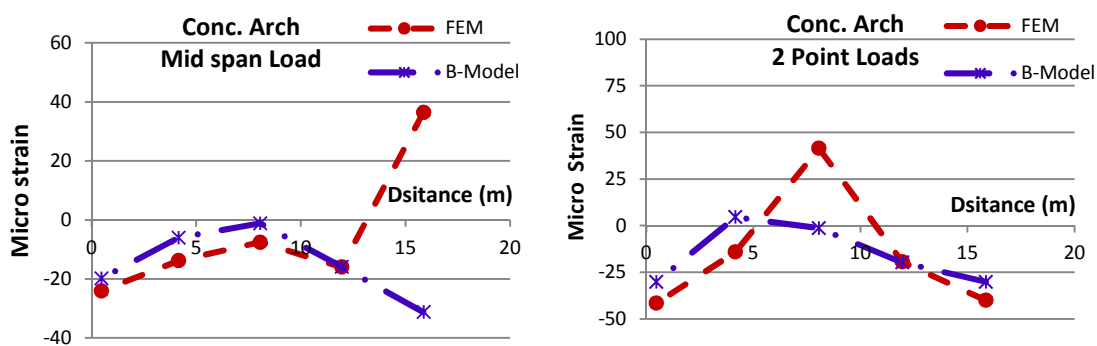 Conc. Arch
Mid span Load
FEM
B-Model
60
40
20
0
-20
-40
0 5 10 15 20
Micro strain
Dsitance (m)
Conc. Arch
2 Point Loads
FEM
B-Model
100
75
50
25
0
-25
-50
0 5 10 15 20
Micro Strain
Dsitance (m)